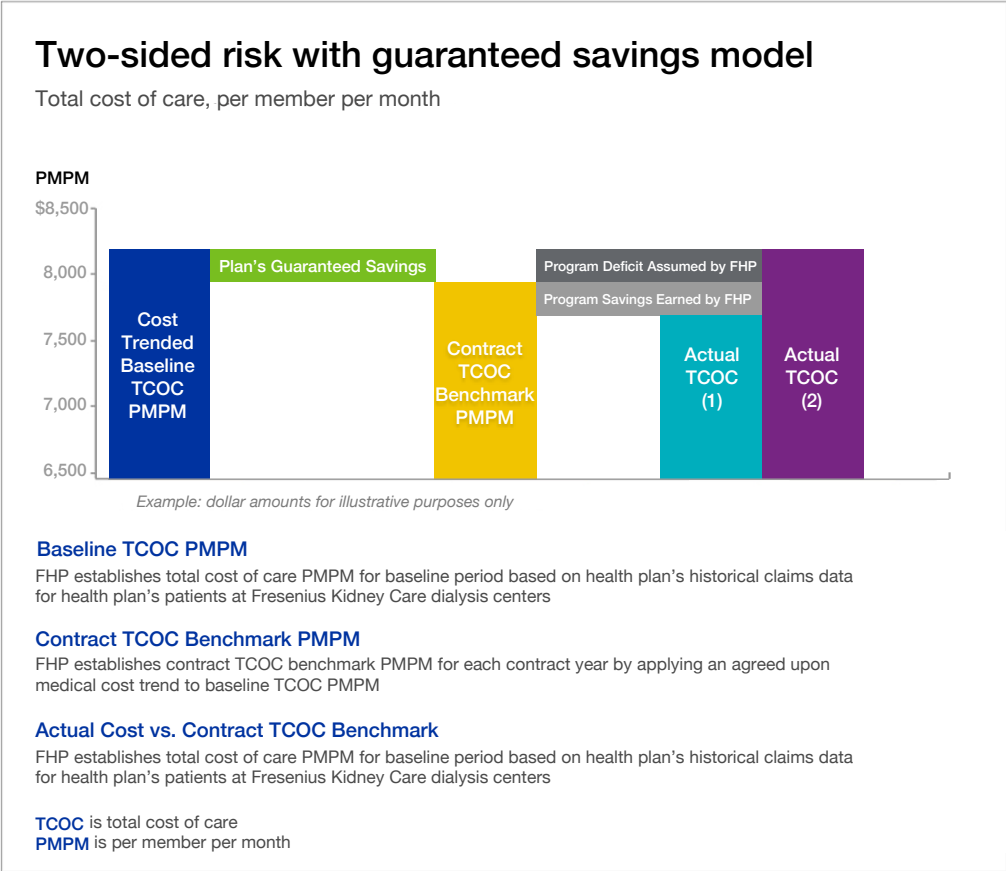 Two-sided risk with guaranteed savings model
Total cost of care, per member per month
PMPM
$8,500
8,000
7,500
7,000
6,500
Cost
Trended
Baseline
TCOC
PMPM
Plan's Guaranteed Savings
Contract
TCOC
Benchmark
PMPM
Program Deficit Assumed by FHP
Program Savings Earned by FHP
Actual
TCOC
(1)
Actual
TCOC
(2)
Example: dollar amounts for illustrative purposes only
Baseline TCOC PMPM
FHP establishes total cost of care PMPM for baseline period based on health plan's historical claims data
for health plan's patients at Fresenius Kidney Care dialysis centers
Contract TCOC Benchmark PMPM
FHP establishes contract TCOC benchmark PMPM for each contract year by applying an agreed upon
medical cost trend to baseline TCOC PMPM
Actual Cost vs. Contract TCOC Benchmark
FHP establishes total cost of care PMPM for baseline period based on health plan's historical claims data
for health plan's patients at Fresenius Kidney Care dialysis centers
TCOC is total cost of care
PMPM is per member per month